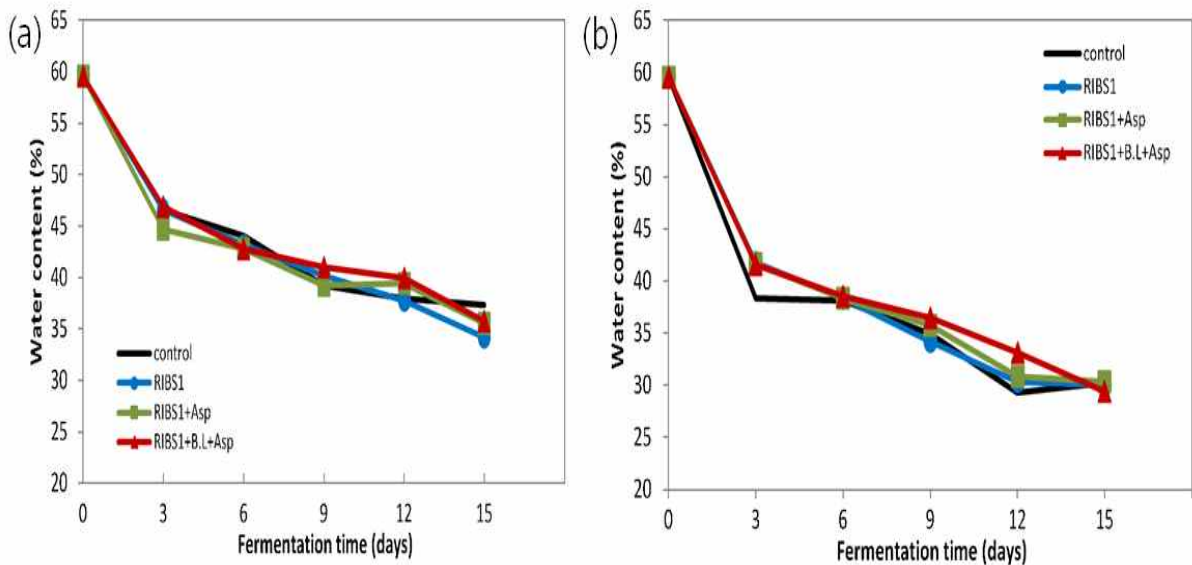 (a)
65
60
55
50
45
40
35
30
25
20
Water content (%)
control
RIBS1
RIBS1+Asp
RIBS1+B.L+Asp
0 3 6 9 12 15
Fermentation time (days)
(b)
65
60
55
50
45
40
35
30
25
20
Water content (%)
control
RIBS1
RIBS1+Asp
RIBS1+B.L+Asp
0 3 6 9 12 15
Fermentation time (days)